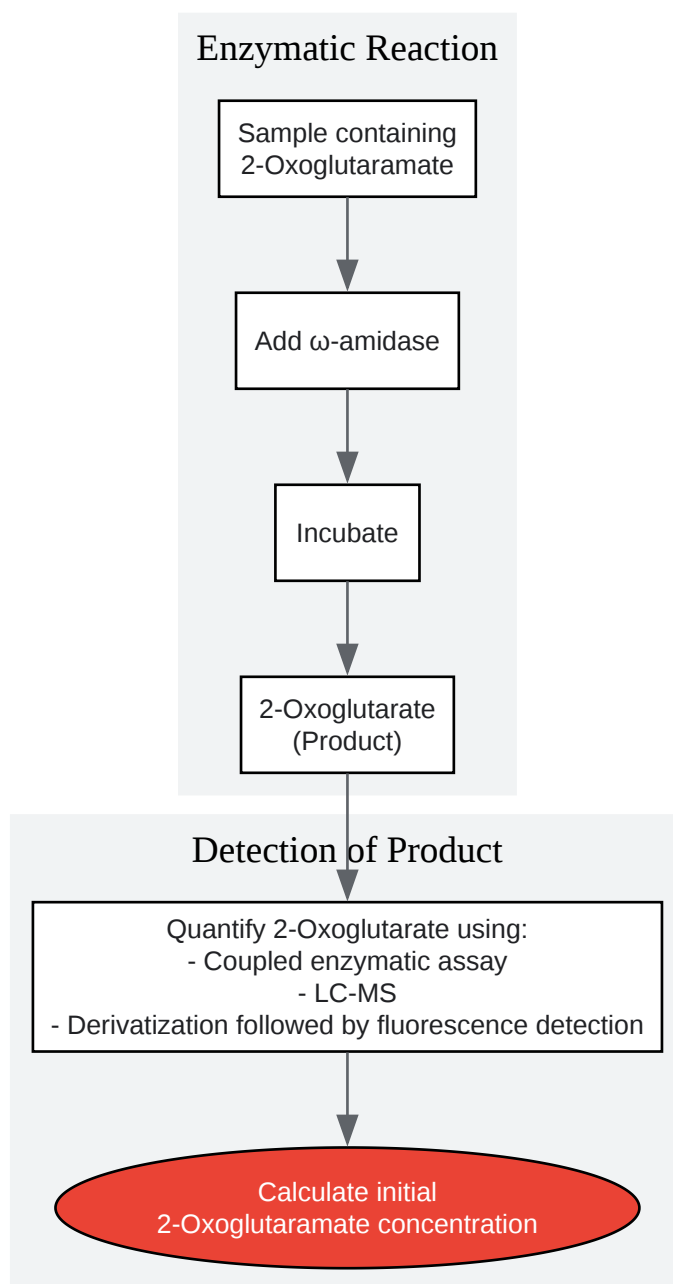 Enzymatic Reaction
Sample containing
2-Oxoglutaramate
Add ω-amidase
Incubate
2-Oxoglutarate
(Product)
Detection of Product
Quantify 2-Oxoglutarate using:
- Coupled enzymatic assay
- LC-MS
- Derivatization followed by fluorescence detection
Calculate initial
2-Oxoglutaramate concentration